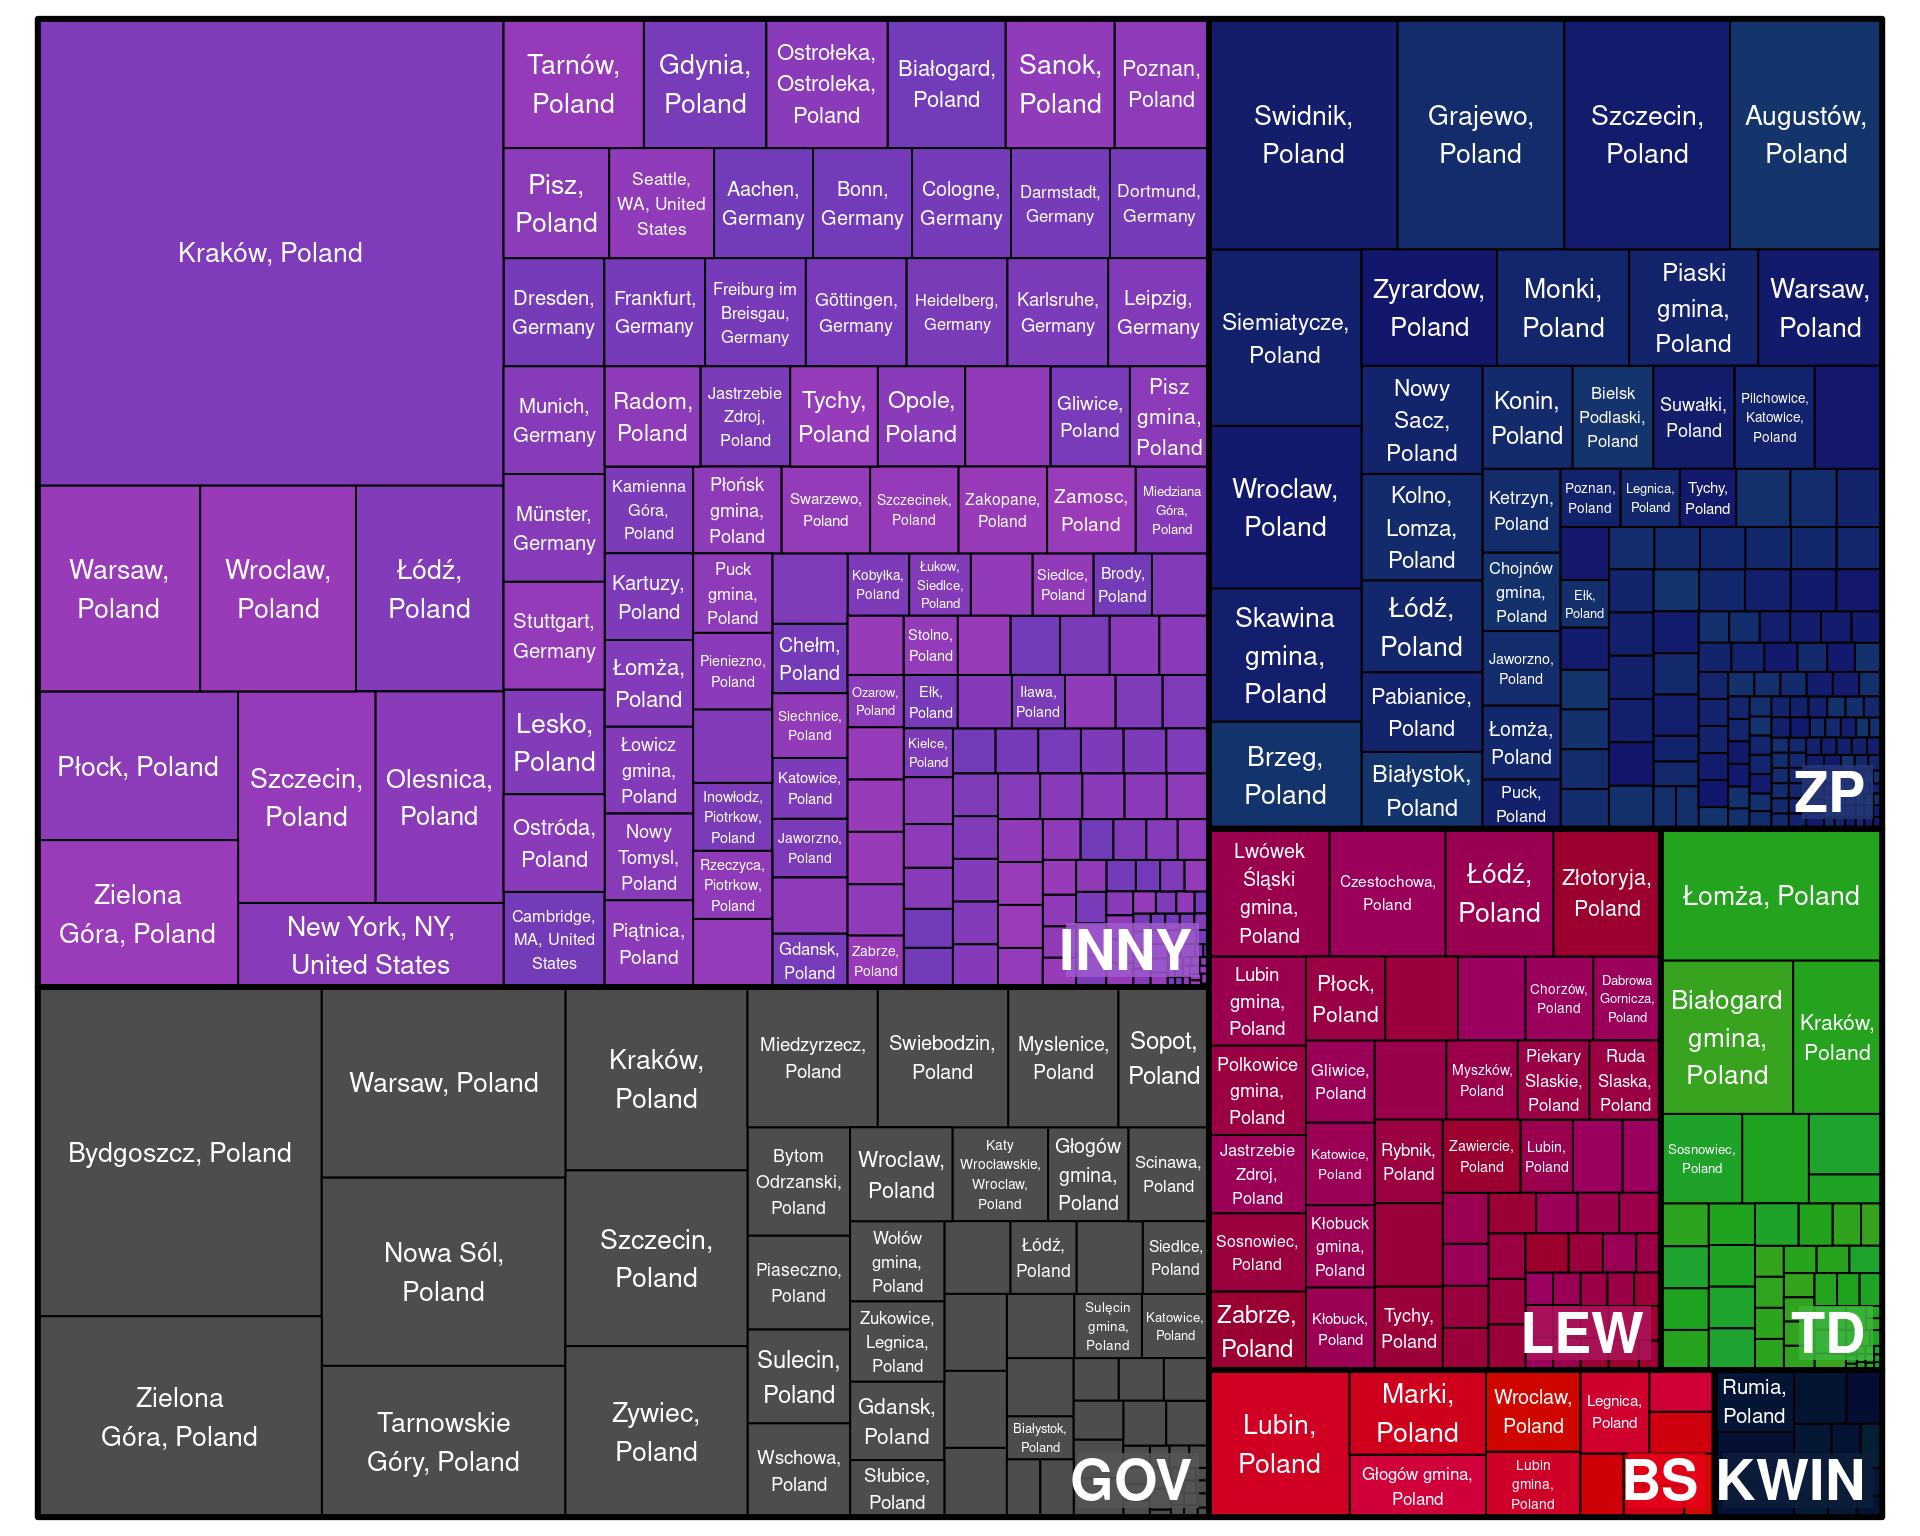 Kraków, Poland
Warsaw,
Poland
Wroclaw,
Poland
Łódź,
Poland
Płock, Poland
Zielona
Góra, Poland
Szczecin,
Poland
Olesnica,
Poland
New York, NY,
United States
Tarnów,
Poland
Gdynia,
Poland
Ostrołeka,
Ostroleka,
Poland
Białogard,
Poland
Sanok,
Poland
Poznan,
Poland
Pisz,
Poland
Seattle,
WA, United
States
Aachen,
Germany
Bonn,
Germany
Cologne,
Germany
Darmstadt,
Germany
Dortmund,
Germany
Dresden,
Germany
Frankfurt,
Germany
Freiburg im
Breisgau,
Germany
Göttingen,
Germany
Heidelberg,
Germany
Karlsruhe,
Germany
Leipzig,
Germany
Munich,
Germany
Münster,
Germany
Stuttgart,
Germany
Lesko,
Poland
Ostróda,
Poland
Cambridge,
MA, United
States
Radom,
Poland
Jastrzebie
Zdroj,
Poland
Tychy,
Poland
Opole,
Poland
Gliwice,
Poland
Pisz
gmina,
Poland
Kamienna
Góra,
Poland
Płońsk
gmina,
Poland
Swarzewo,
Poland
Szczecinek,
Poland
Zakopane,
Poland
Zamosc,
Poland
Miedziana
Góra,
Poland
Kartuzy,
Poland
Łomża,
Poland
Łowicz
gmina,
Poland
Nowy
Tomysl,
Poland
Piątnica,
Poland
Puck
gmina,
Poland
Pieniezno,
Poland
Inowłodz,
Piotrkow,
Poland
Rzeczyca,
Piotrkow,
Poland
Chełm,
Poland
Siechnice,
Poland
Katowice,
Poland
Jaworzno,
Poland
Gdansk,
Poland
Kobyłka,
Poland
Łukow,
Siedlce,
Poland
Siedlce,
Poland
Brody,
Poland
Stolno,
Poland
Ozarow,
Poland
Ełk,
Poland
Iława,
Poland
Kielce,
Poland
Zabrze,
Poland
INNY
Swidnik,
Poland
Grajewo,
Poland
Szczecin,
Poland
Augustów,
Poland
Siemiatycze,
Poland
Wroclaw,
Poland
Skawina
gmina,
Poland
Brzeg,
Poland
Zyrardow,
Poland
Monki,
Poland
Piaski
gmina,
Poland
Warsaw,
Poland
Nowy
Sacz,
Poland
Kolno,
Lomza,
Poland
Łódź,
Poland
Pabianice,
Poland
Białystok,
Poland
Konin,
Poland
Bielsk
Podlaski,
Poland
Suwałki,
Poland
Pilchowice,
Katowice,
Poland
Ketrzyn,
Poland
Chojnów
gmina,
Poland
Jaworzno,
Poland
Łomża,
Poland
Puck,
Poland
Poznan,
Poland
Legnica,
Poland
Tychy,
Poland
Ełk,
Poland
ZP
Bydgoszcz, Poland
Zielona
Góra, Poland
Warsaw, Poland
Nowa Sól,
Poland
Tarnowskie
Góry, Poland
Kraków,
Poland
Szczecin,
Poland
Zywiec,
Poland
Miedzyrzecz,
Poland
Swiebodzin,
Poland
Myslenice,
Poland
Sopot,
Poland
Bytom
Odrzanski,
Poland
Piaseczno,
Poland
Sulecin,
Poland
Wschowa,
Poland
Wroclaw,
Poland
Katy
Wrocławskie,
Wroclaw,
Poland
Głogów
gmina,
Poland
Scinawa,
Poland
Wołów
gmina,
Poland
Zukowice,
Legnica,
Poland
Gdansk,
Poland
Słubice,
Poland
Łódź,
Poland
Siedlce,
Poland
Sulęcin
gmina,
Poland
Katowice,
Poland
Białystok,
Poland
GOV
Lwówek
Śląski
gmina,
Poland
Czestochowa,
Poland
Łódź,
Poland
Złotoryja,
Poland
Lubin
gmina,
Poland
Polkowice
gmina,
Poland
Jastrzebie
Zdroj,
Poland
Sosnowiec,
Poland
Zabrze,
Poland
Płock,
Poland
Chorzów,
Poland
Dabrowa
Gornicza,
Poland
Gliwice,
Poland
Myszków,
Poland
Piekary
Slaskie,
Poland
Ruda
Slaska,
Poland
Katowice,
Poland
Rybnik,
Poland
Zawiercie,
Poland
Lubin,
Poland
Kłobuck
gmina,
Poland
Kłobuck,
Poland
Tychy,
Poland
LEW
Łomża, Poland
Białogard
gmina,
Poland
Kraków,
Poland
Sosnowiec,
Poland
TD
Lubin,
Poland
Marki,
Poland
Głogów gmina,
Poland
Wroclaw,
Poland
Lubin
gmina,
Poland
Legnica,
Poland
BS
Rumia,
Poland
KWIN